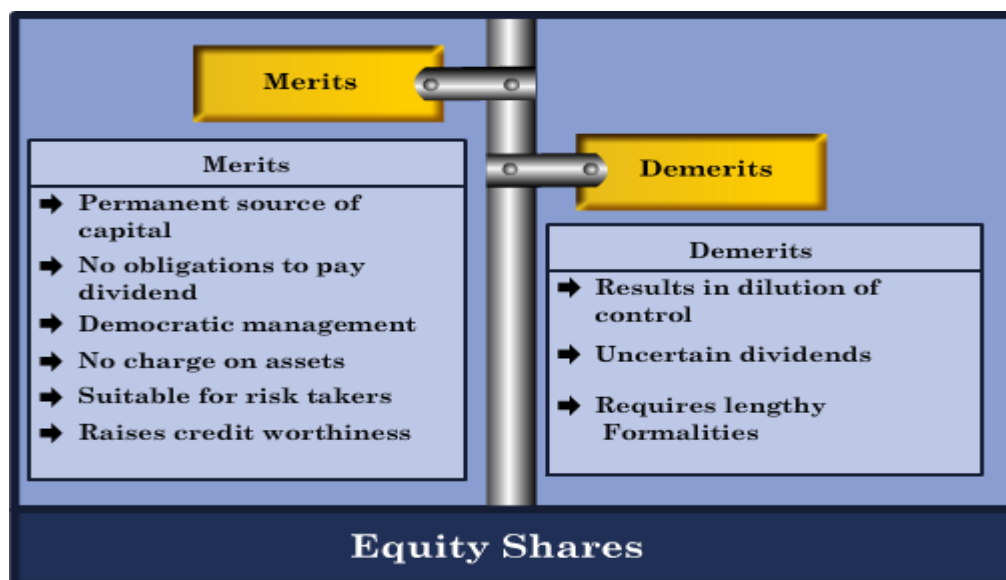 Merits
Merits
Permanent source of
capital
No obligations to pay
dividend
Democratic management
No charge on assets
Suitable for risk takers
Raises credit worthiness
Demerits
Demerits
Results in dilution of
control
Uncertain dividends
Requires lengthy
Formalities
Equity Shares